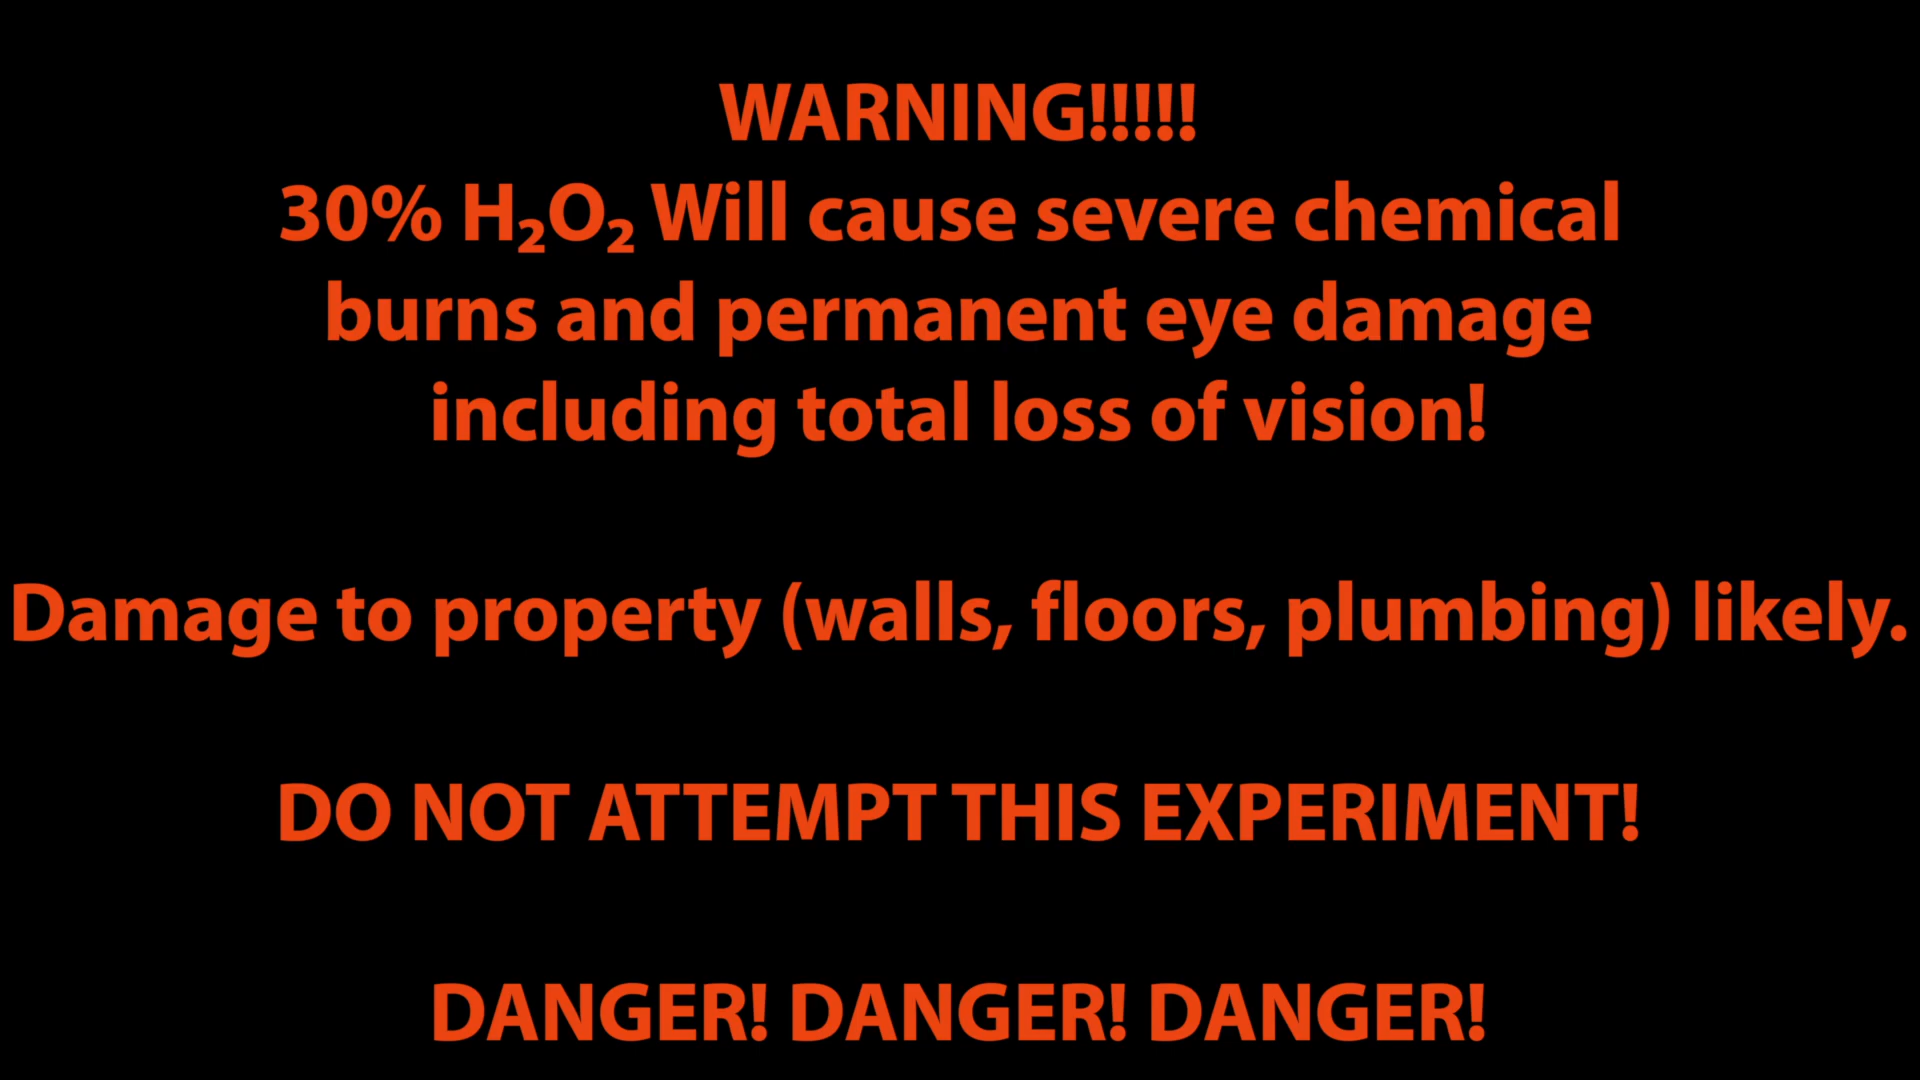 WARNING!!!!!
30% H₂O₂ Will cause severe chemical
burns and permanent eye damage
including total loss of vision!
Damage to property (walls, floors, plumbing) likely.
DO NOT ATTEMPT THIS EXPERIMENT!
DANGER! DANGER! DANGER!